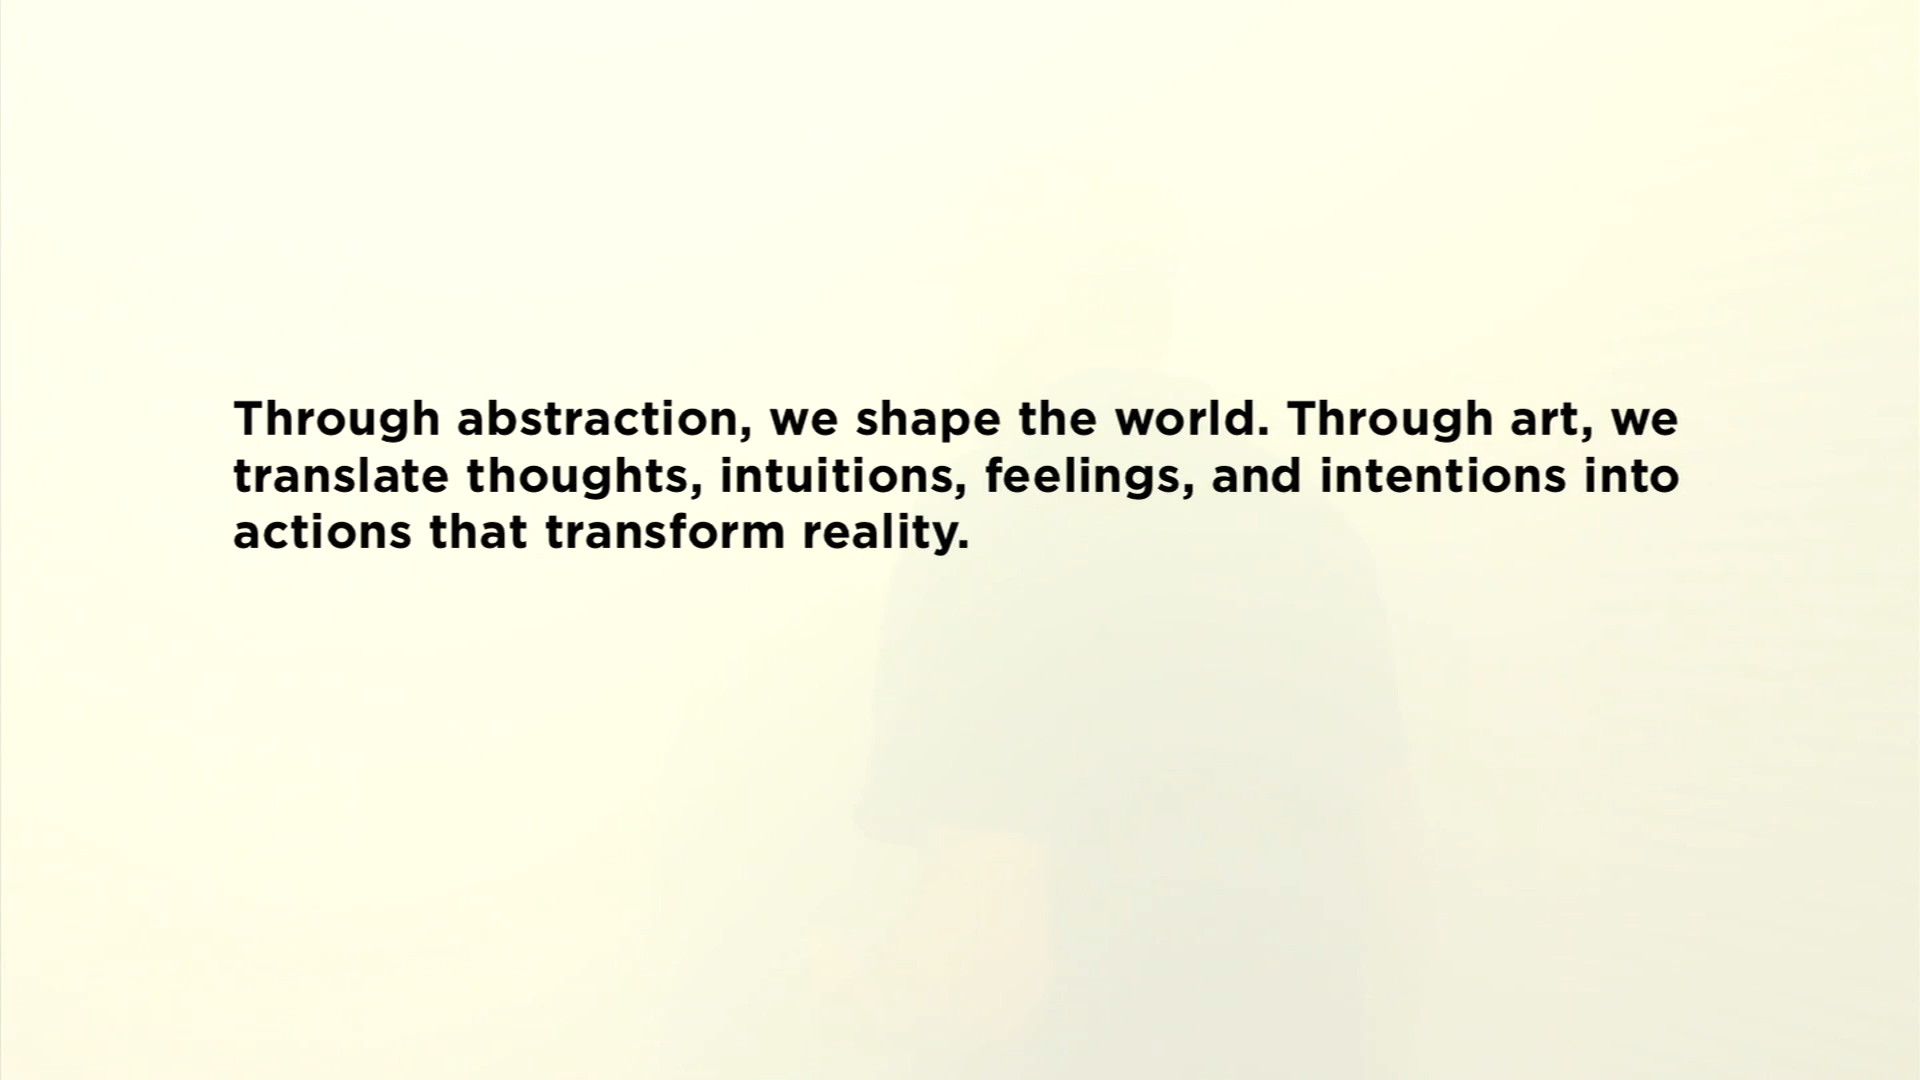 Through abstraction, we shape the world. Through art, we
translate thoughts, intuitions, feelings, and intentions into
actions that transform reality.